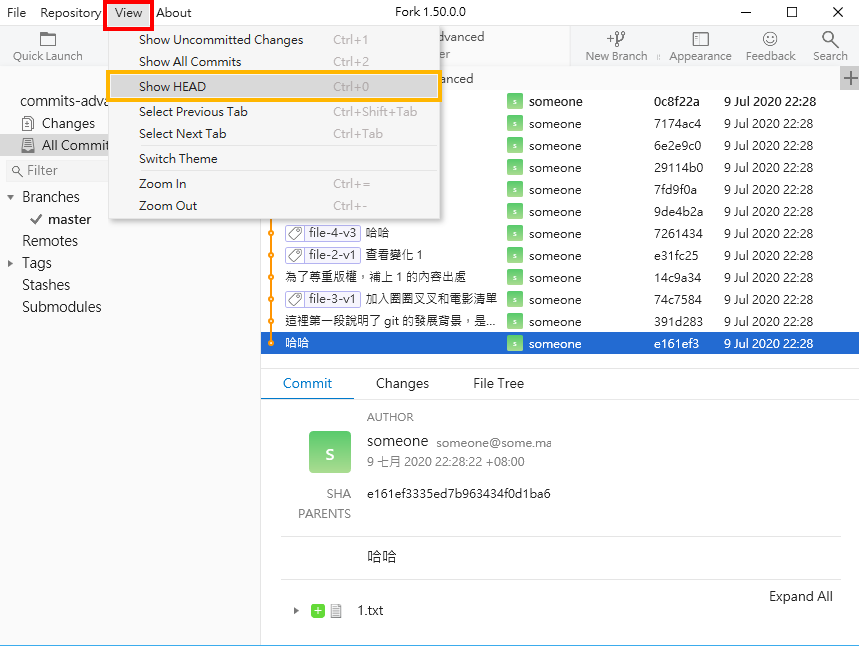 File Repository View About Fork 1.50.0.0
Quick Launch
New Branch Appearance Feedback Search
Show Uncommitted Changes Ctrl+1
Show All Commits Ctrl+2
Show HEAD Ctrl+0
Select Previous Tab Ctrl+Shift+Tab
Select Next Tab Ctrl+Tab
Switch Theme
Zoom In Ctrl+=
Zoom Out Ctrl+-
Changes
Filter
Branches
master
Remotes
Tags
Stashes
Submodules
S someone 0c8f22a 9 Jul 2020 22:28
S someone 7174ac4 9 Jul 2020 22:28
S someone 6e2e9c0 9 Jul 2020 22:28
S someone 29114b0 9 Jul 2020 22:28
S someone 7fd9f0a 9 Jul 2020 22:28
S someone 9de4b2a 9 Jul 2020 22:28
file-4-v3 哈哈 S someone 7261434 9 Jul 2020 22:28
file-2-v1 查看變化 1 S someone e31fc25 9 Jul 2020 22:28
為了尊重版權，補上 1 的內容出處 S someone 14c9a34 9 Jul 2020 22:28
file-3-v1 加入圈圈叉叉和電影清單 S someone 74c7584 9 Jul 2020 22:28
這裡第一段說明了 git 的發展背景，是... S someone 391d283 9 Jul 2020 22:28
哈哈 S someone e161ef3 9 Jul 2020 22:28
Commit Changes File Tree
AUTHOR
S
someone someone@some.ma
9 七月 2020 22:28:22 +08:00
SHA e161ef3335ed7b963434f0d1ba6
PARENTS
哈哈
Expand All
1.txt